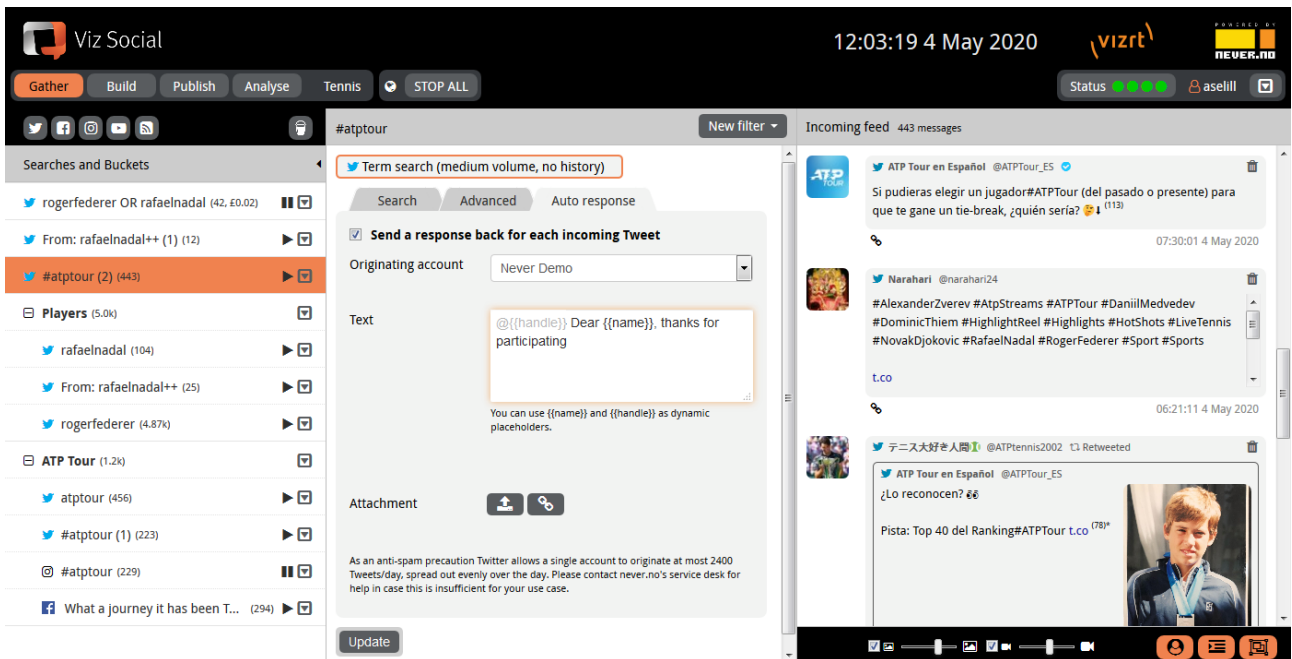 Viz Social
12:03:19 4 May 2020
vizrt
POWERED BY
never.no
Gather Build Publish Analyse Tennis STOP ALL
Status aselill
#atptour New filter
Incoming feed 443 messages
Searches and Buckets
rogerfederer OR rafaelnadal (42, £0.02)
From: rafaelnadal++ (1) (12)
#atptour (2) (443)
Players (5.0k)
rafaelnadal (104)
From: rafaelnadal++ (25)
rogerfederer (4.87k)
ATP Tour (1.2k)
atptour (456)
#atptour (1) (223)
#atptour (229)
What a journey it has been T... (294)
Term search (medium volume, no history)
Search Advanced Auto response
Send a response back for each incoming Tweet
Originating account Never Demo
Text
@{{handle}} Dear {{name}}, thanks for
participating
You can use {{name}} and {{handle}} as dynamic
placeholders.
Attachment
As an anti-spam precaution Twitter allows a single account to originate at most 2400
Tweets/day, spread out evenly over the day. Please contact never.no's service desk for
help in case this is insufficient for your use case.
Update
ATP
TOUR
ATP Tour en Español @ATPTour_ES
Si pudieras elegir un jugador#ATPTour (del pasado o presente) para
que te gane un tie-break, ¿quién sería? 🤔⬇ (113)
07:30:01 4 May 2020
Narahari @narahari24
#AlexanderZverev #AtpStreams #ATPTour #DaniilMedvedev
#DominicThiem #HighlightReel #Highlights #HotShots #LiveTennis
#NovakDjokovic #RafaelNadal #RogerFederer #Sport #Sports
t.co
06:21:11 4 May 2020
テニス大好き人間 @ATPtennis2002 Retweeted
ATP Tour en Español @ATPTour_ES
¿Lo reconocen? 👀
Pista: Top 40 del Ranking#ATPTour t.co (78)*